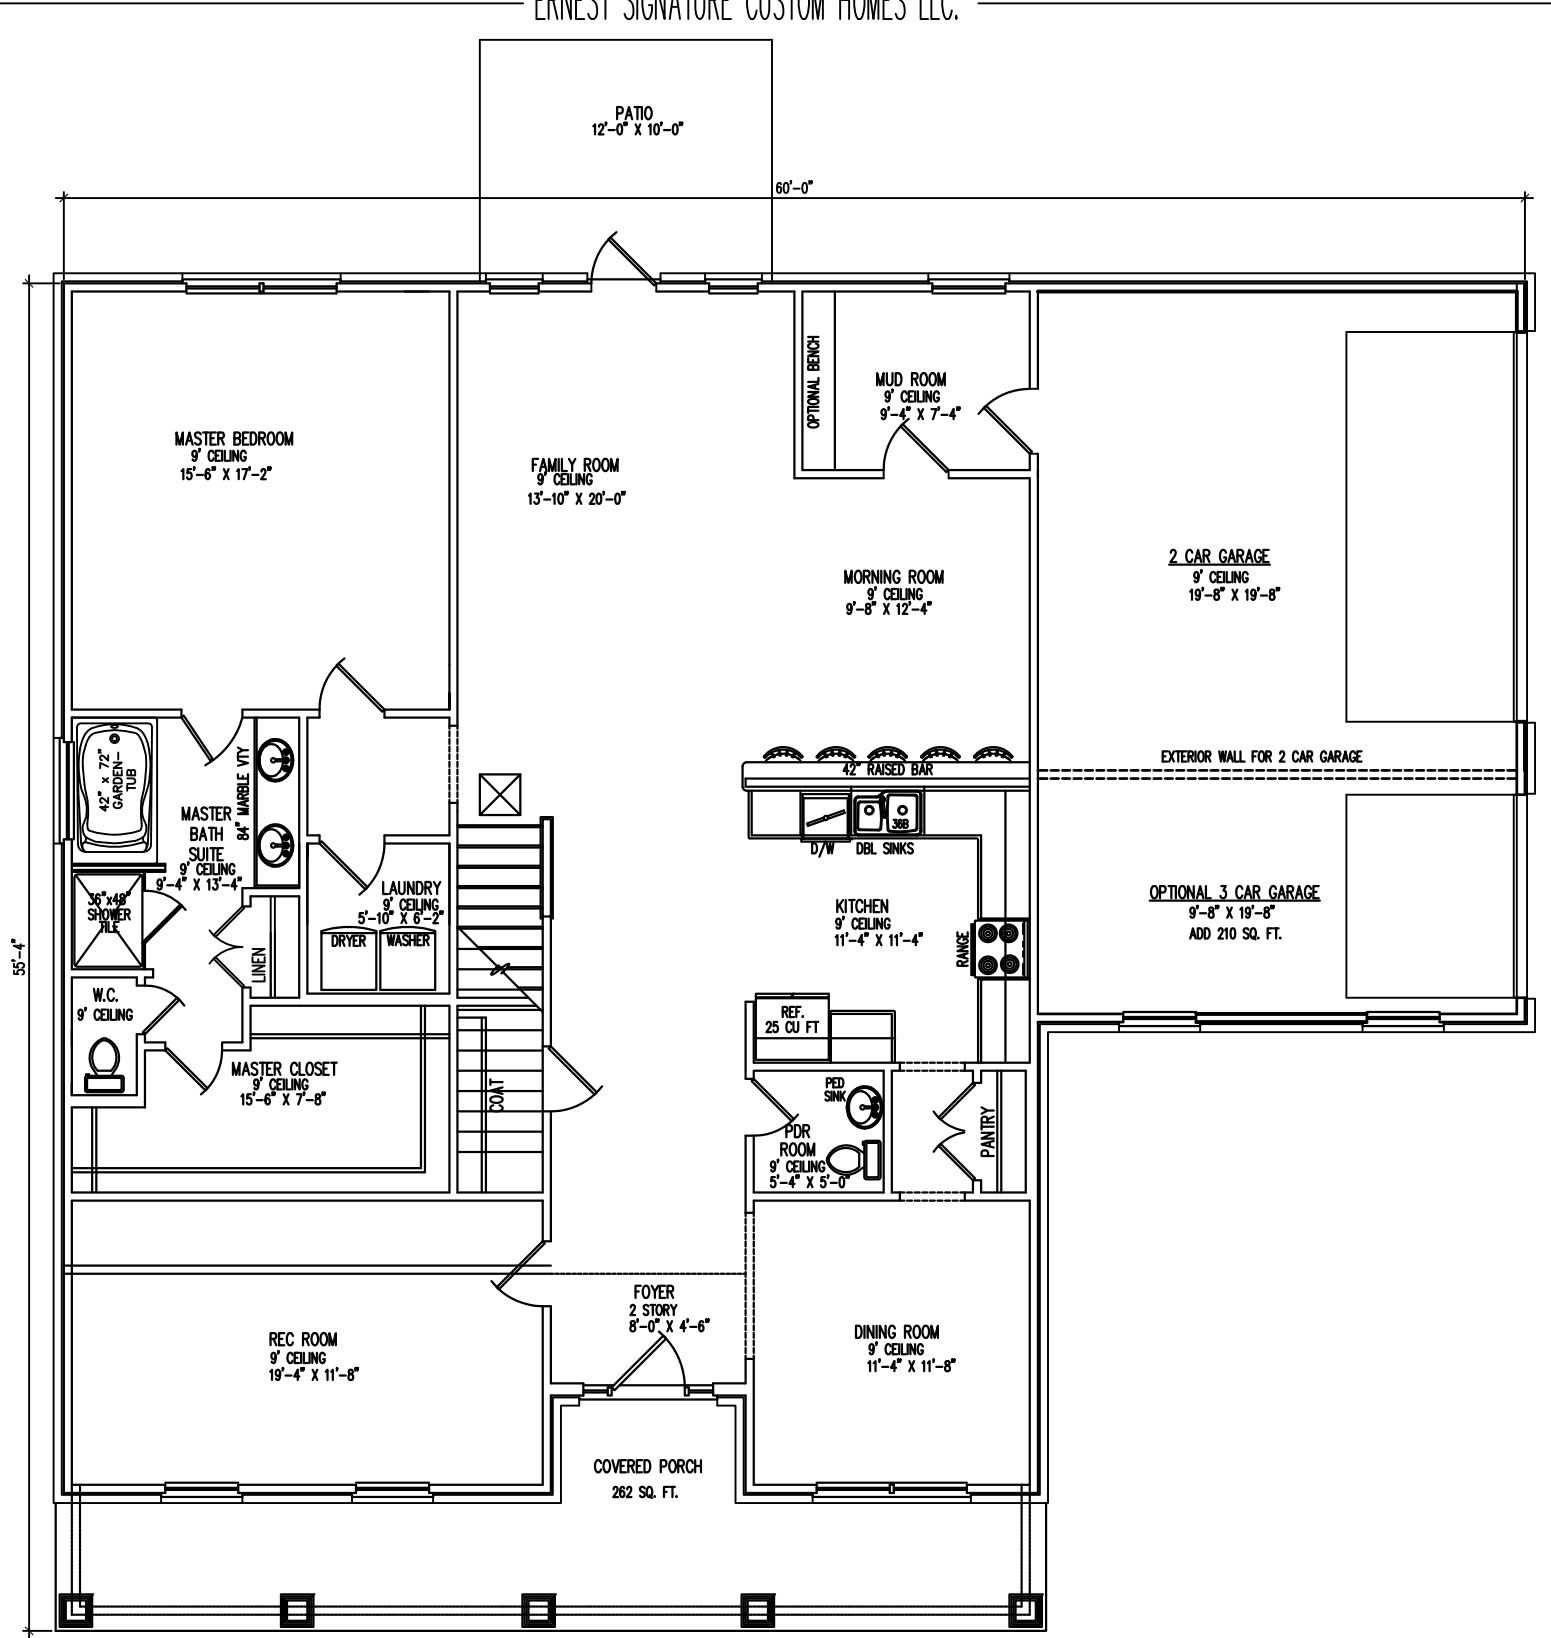 ERNEST SIGNATURE CUSTOM HOMES LLC.
PATIO
12'-0" X 10'-0"
60'-0"
OPTIONAL BENCH
MUD ROOM
9' CEILING
9'-4" X 7'-4"
MASTER BEDROOM
9' CEILING
15'-6" X 17'-2"
FAMILY ROOM
9' CEILING
13'-10" X 20'-0"
MORNING ROOM
9' CEILING
9'-8" X 12'-4"
2 CAR GARAGE
9' CEILING
19'-8" X 19'-8"
EXTERIOR WALL FOR 2 CAR GARAGE
42" RAISED BAR
42" x 72"
GARDEN-
TUB
84" MARBLE VTY
MASTER
BATH
SUITE
9' CEILING
9'-4" X 13'-4"
36B
D/W
DBL SINKS
36"x48"
SHOWER
TILE
LAUNDRY
9' CEILING
5'-10" X 6'-2"
DRYER
WASHER
LINEN
KITCHEN
9' CEILING
11'-4" X 11'-4"
RANGE
OPTIONAL 3 CAR GARAGE
9'-8" X 19'-8"
ADD 210 SQ. FT.
55'-4"
W.C.
9' CEILING
REF.
25 CU FT
MASTER CLOSET
9' CEILING
15'-6" X 7'-8"
COAT
PED
SINK
PDR
ROOM
9' CEILING
5'-4" X 5'-0"
PANTRY
FOYER
2 STORY
8'-0" X 4'-6"
REC ROOM
9' CEILING
19'-4" X 11'-8"
DINING ROOM
9' CEILING
11'-4" X 11'-8"
COVERED PORCH
262 SQ. FT.